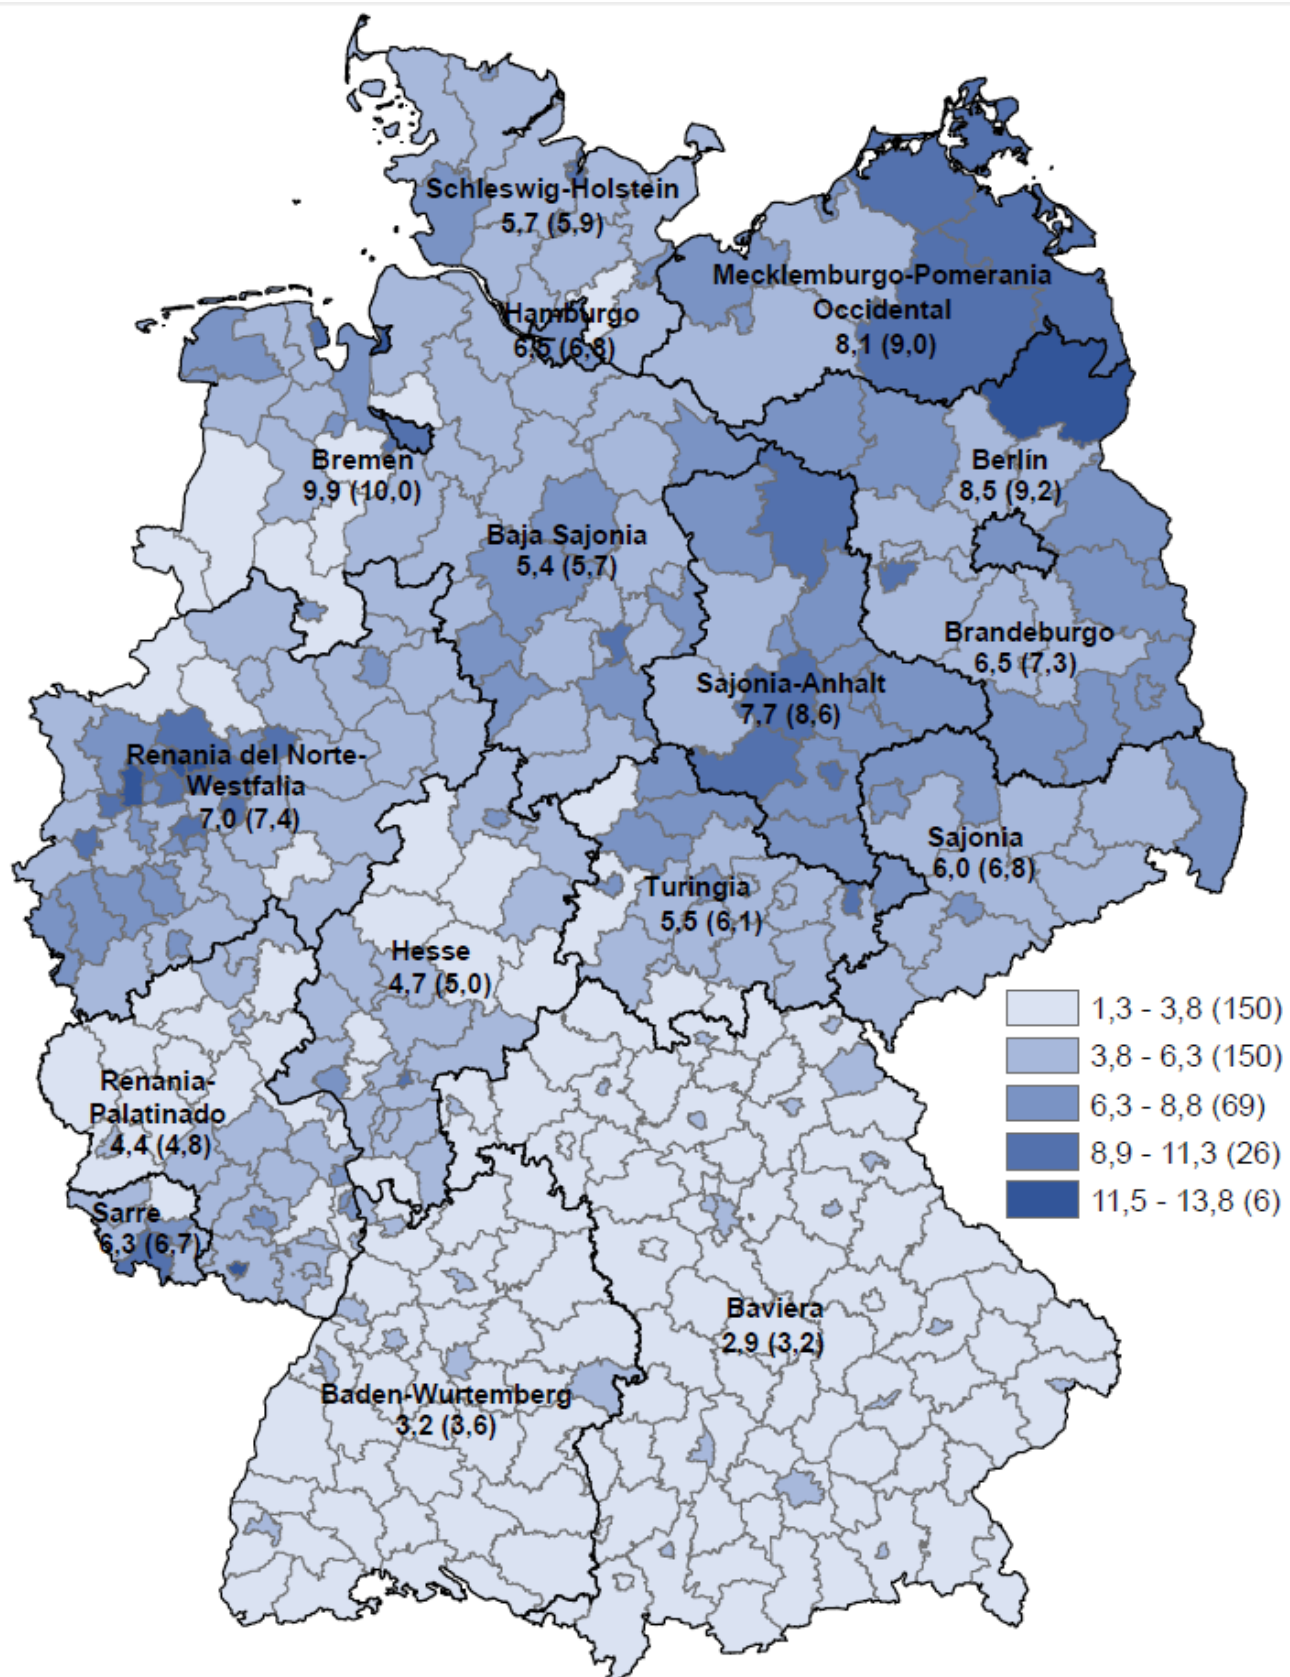 Schleswig-Holstein
5,7 (5,9)
Mecklemburgo-Pomerania
Occidental
8,1 (9,0)
Hamburgo
6,5 (6,8)
Bremen
9,9 (10,0)
Berlín
8,5 (9,2)
Baja Sajonia
5,4 (5,7)
Brandeburgo
6,5 (7,3)
Sajonia-Anhalt
7,7 (8,6)
Renania del Norte-
Westfalia
7,0 (7,4)
Sajonia
6,0 (6,8)
Turingia
5,5 (6,1)
Hesse
4,7 (5,0)
1,3 - 3,8 (150)
3,8 - 6,3 (150)
6,3 - 8,8 (69)
8,9 - 11,3 (26)
11,5 - 13,8 (6)
Renania-
Palatinado
4,4 (4,8)
Sarre
6,3 (6,7)
Baviera
2,9 (3,2)
Baden-Wurtemberg
3,2 (3,6)